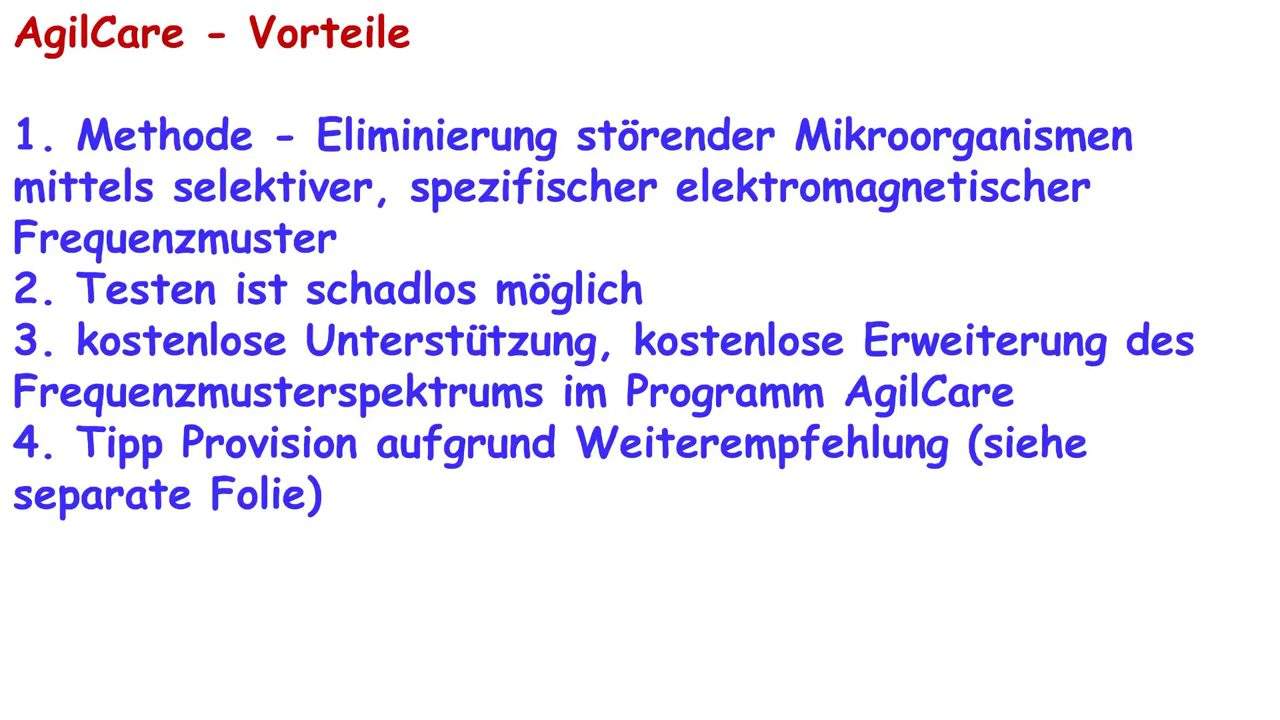 AgilCare - Vorteile
1. Methode - Eliminierung störender Mikroorganismen
mittels selektiver, spezifischer elektromagnetischer
Frequenzmuster
2. Testen ist schadlos möglich
3. kostenlose Unterstützung, kostenlose Erweiterung des
Frequenzmusterspektrums im Programm AgilCare
4. Tipp Provision aufgrund Weiterempfehlung (siehe
separate Folie)